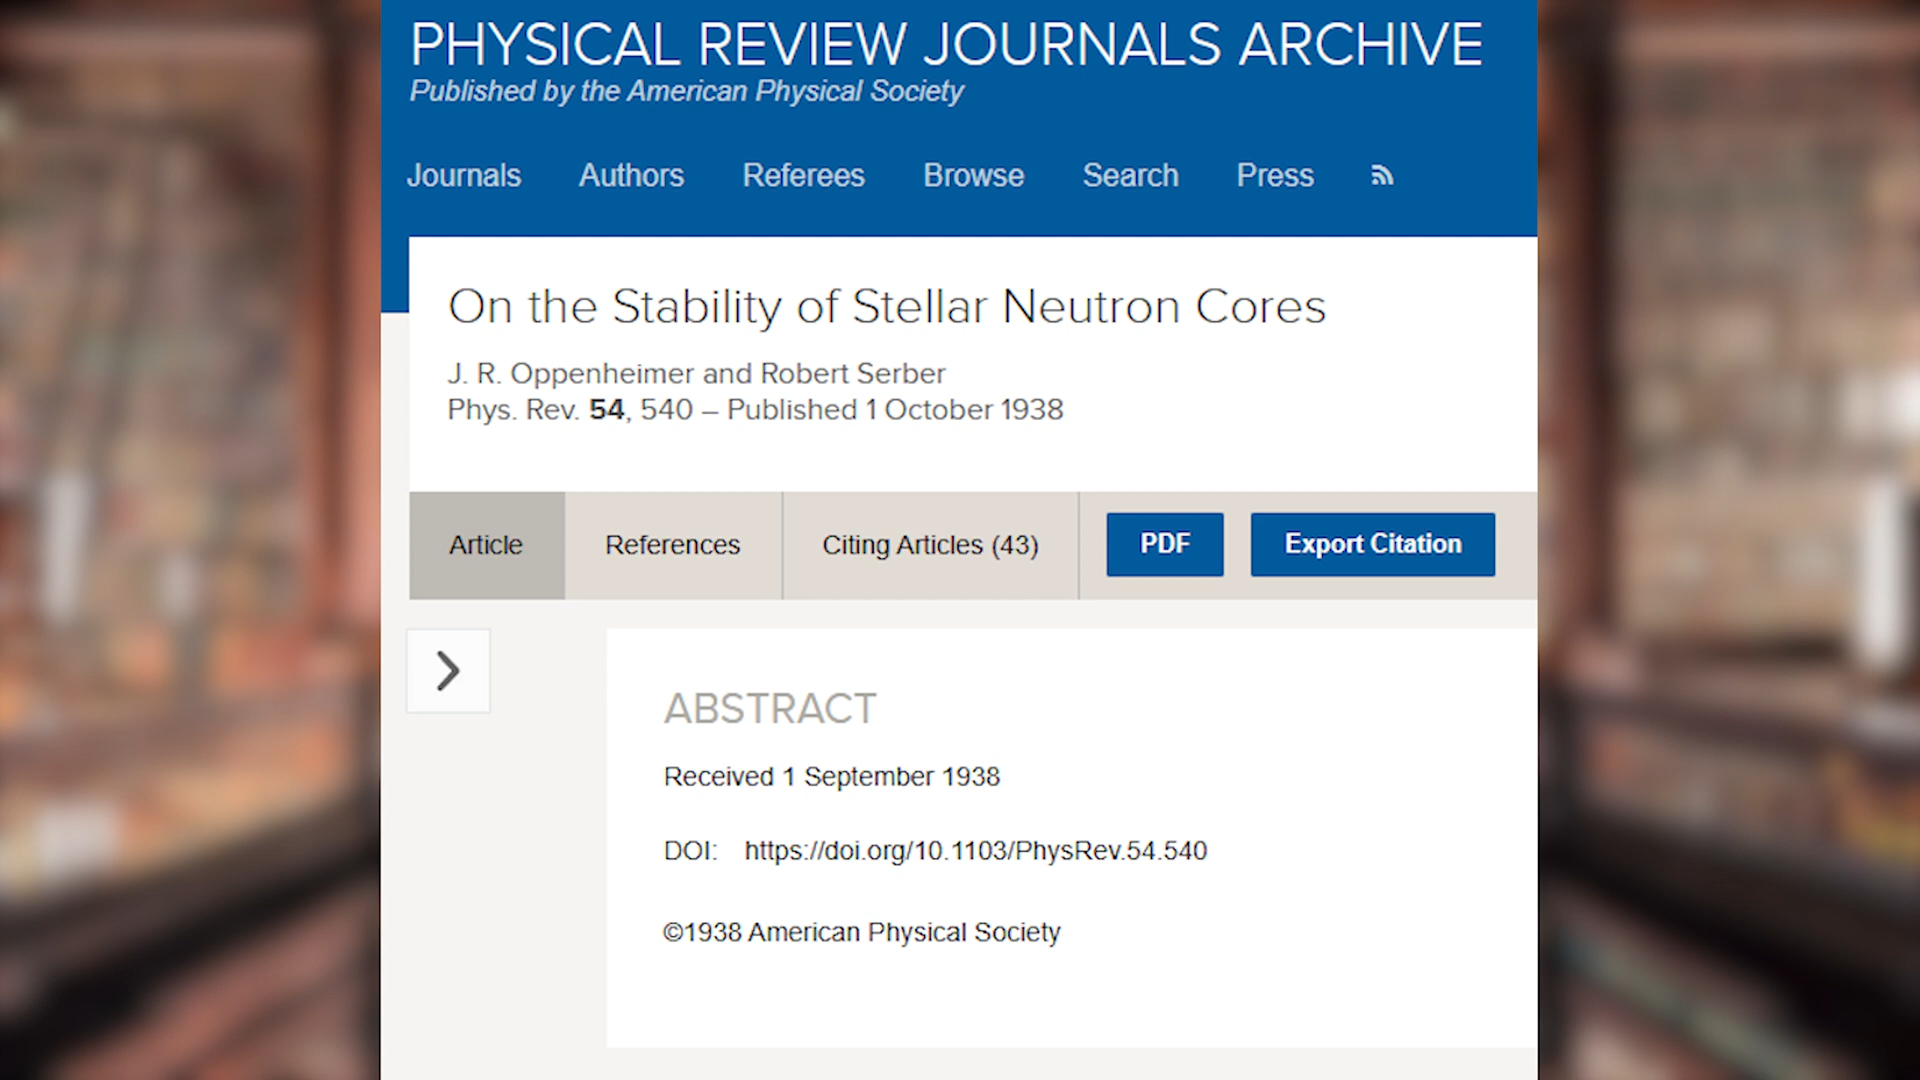 PHYSICAL REVIEW JOURNALS ARCHIVE
Published by the American Physical Society
Journals Authors Referees Browse Search Press
On the Stability of Stellar Neutron Cores
J. R. Oppenheimer and Robert Serber
Phys. Rev. 54, 540 – Published 1 October 1938
Article References Citing Articles (43) PDF Export Citation
ABSTRACT
Received 1 September 1938
DOI: https://doi.org/10.1103/PhysRev.54.540
©1938 American Physical Society